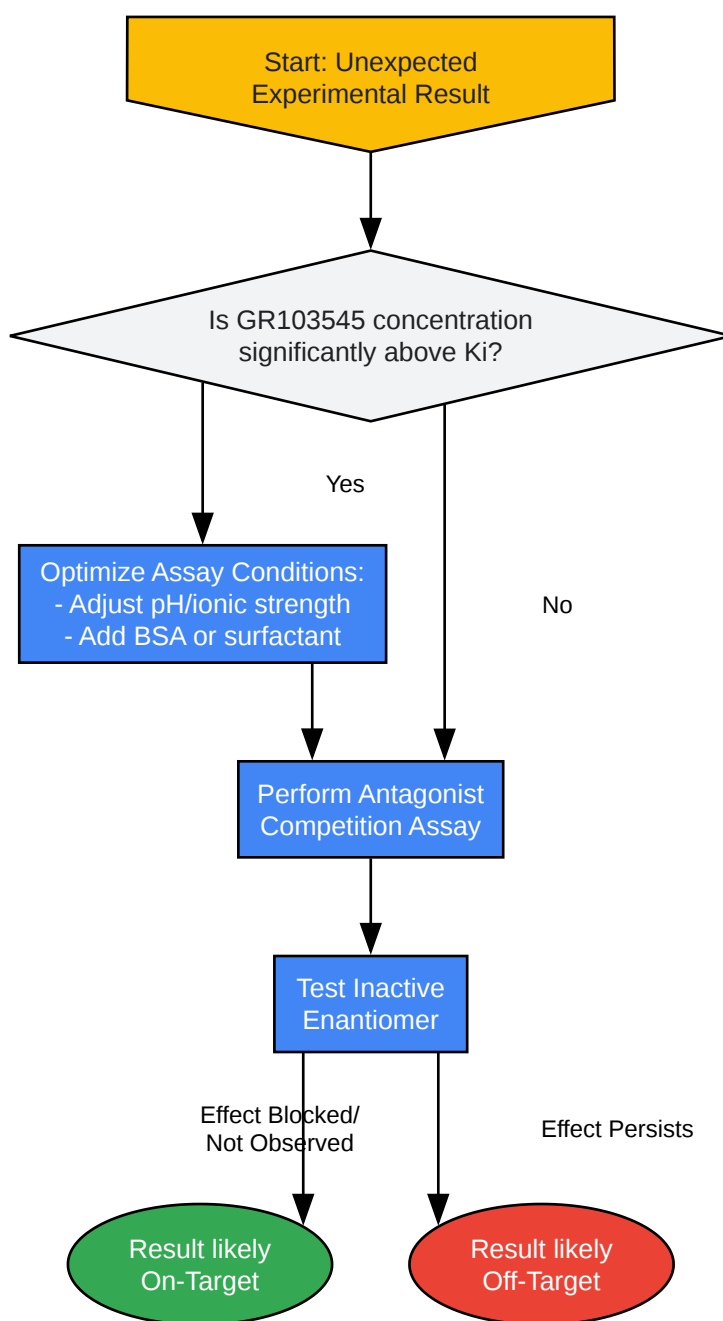 Start: Unexpected
Experimental Result
Is GR103545 concentration
significantly above Ki?
Yes
Optimize Assay Conditions:
- Adjust pH/ionic strength
- Add BSA or surfactant
No
Perform Antagonist
Competition Assay
Test Inactive
Enantiomer
Effect Blocked/
Not Observed
Effect Persists
Result likely
On-Target
Result likely
Off-Target